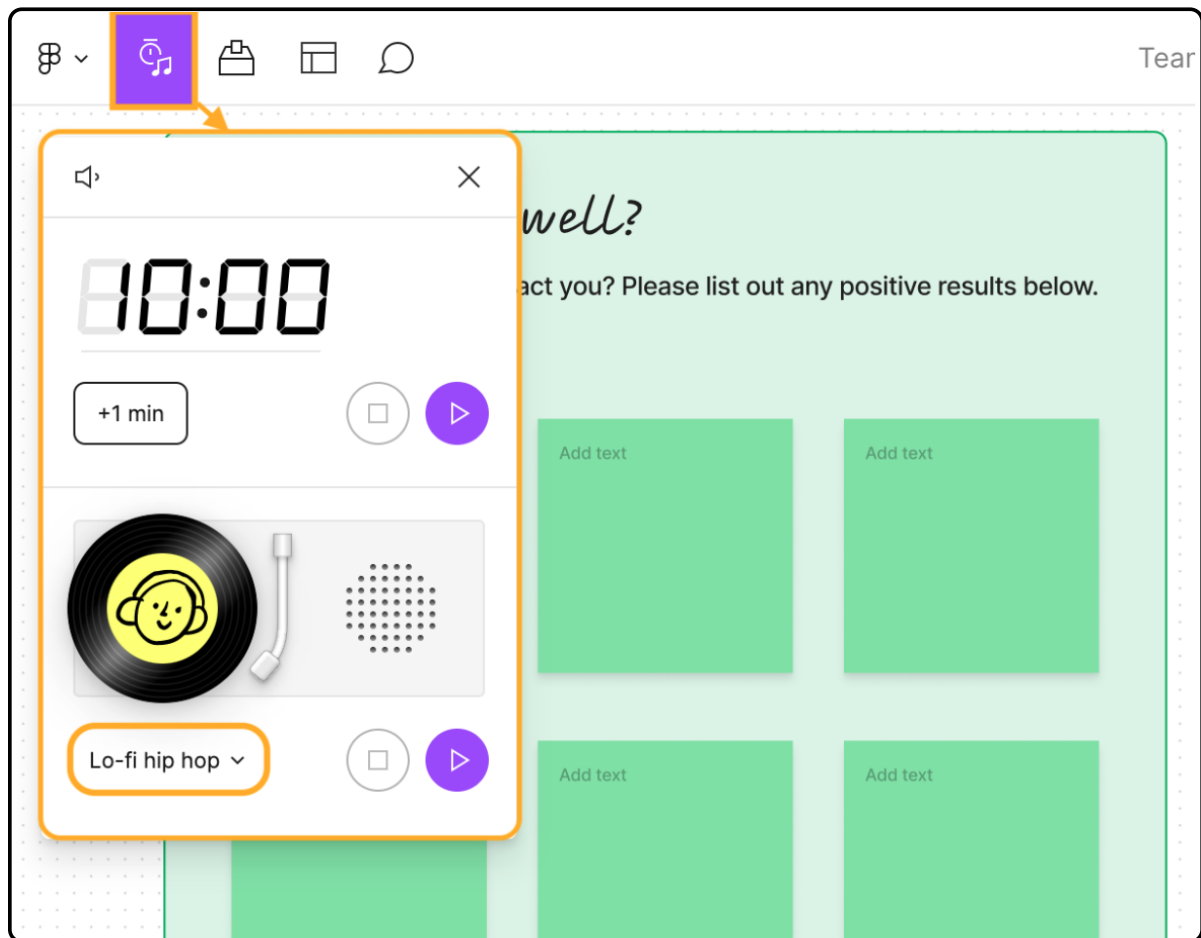 Tear
well?
act you? Please list out any positive results below.
10:00
+1 min
Add text
Add text
Lo-fi hip hop
Add text
Add text